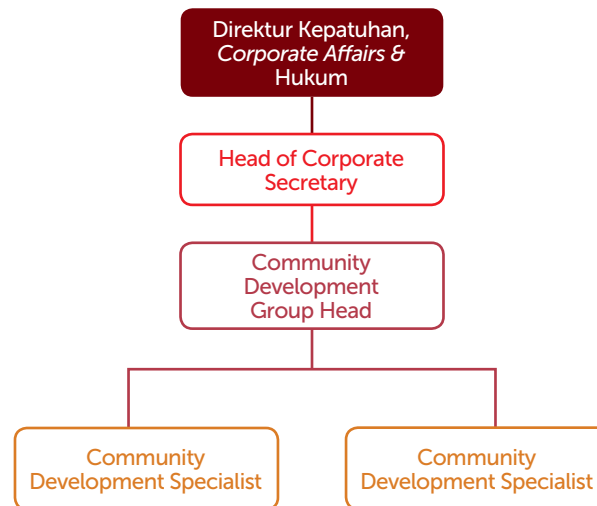 Direktur Kepatuhan,
Corporate Affairs &
Hukum
Head of Corporate
Secretary
Community
Development
Group Head
Community
Development Specialist
Community
Development Specialist